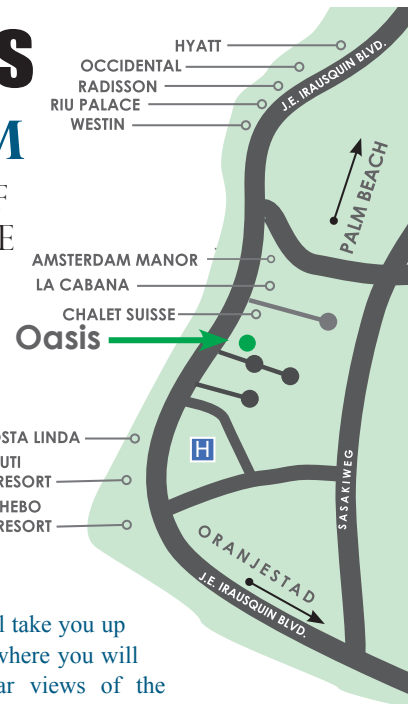 S
M
F
E
HYATT
OCCIDENTAL
RADISSON
RIU PALACE
WESTIN
J.E. IRAUSQUIN BLVD.
PALM BEACH
AMSTERDAM MANOR
LA CABANA
CHALET SUISSE
Oasis
OSTA LINDA
UTI
RESORT
HEBO
RESORT
H
SASAKIWEG
ORANJESTAD
J.E. IRAUSQUIN BLVD.
l take you up
where you will
ar views of the